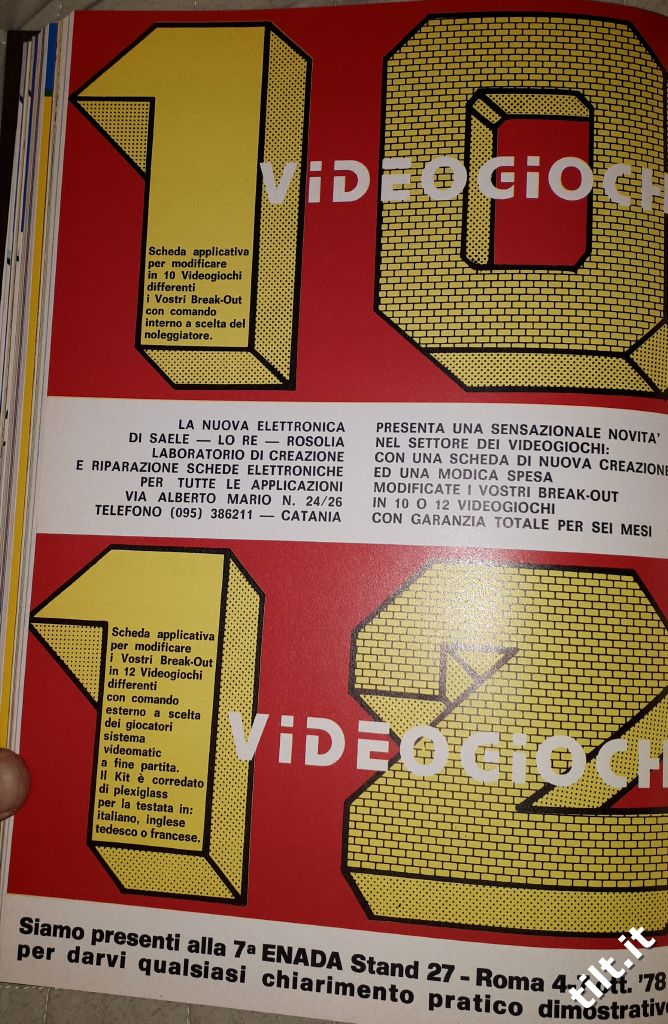 10
ViDEOGiOCH
Scheda applicativa
per modificare
in 10 Videogiochi
differenti
i Vostri Break-Out
con comando
interno a scelta del
noleggiatore.
LA NUOVA ELETTRONICA
DI SAELE — LO RE — ROSOLIA
LABORATORIO DI CREAZIONE
E RIPARAZIONE SCHEDE ELETTRONICHE
PER TUTTE LE APPLICAZIONI
VIA ALBERTO MARIO N. 24/26
TELEFONO (095) 386211 — CATANIA
PRESENTA UNA SENSAZIONALE NOVITA'
NEL SETTORE DEI VIDEOGIOCHI:
CON UNA SCHEDA DI NUOVA CREAZIONE
ED UNA MODICA SPESA
MODIFICATE I VOSTRI BREAK-OUT
IN 10 O 12 VIDEOGIOCHI
CON GARANZIA TOTALE PER SEI MESI
12
ViDEOGiOCH
Scheda applicativa
per modificare
i Vostri Break-Out
in 12 Videogiochi
differenti
con comando
esterno a scelta
dei giocatori
sistema
videomatic
a fine partita.
Il Kit è corredato
di plexiglass
per la testata in:
italiano, inglese
tedesco o francese.
Siamo presenti alla 7ª ENADA Stand 27 - Roma ott. '78
per darvi qualsiasi chiarimento pratico dimostrativo
tilt.it